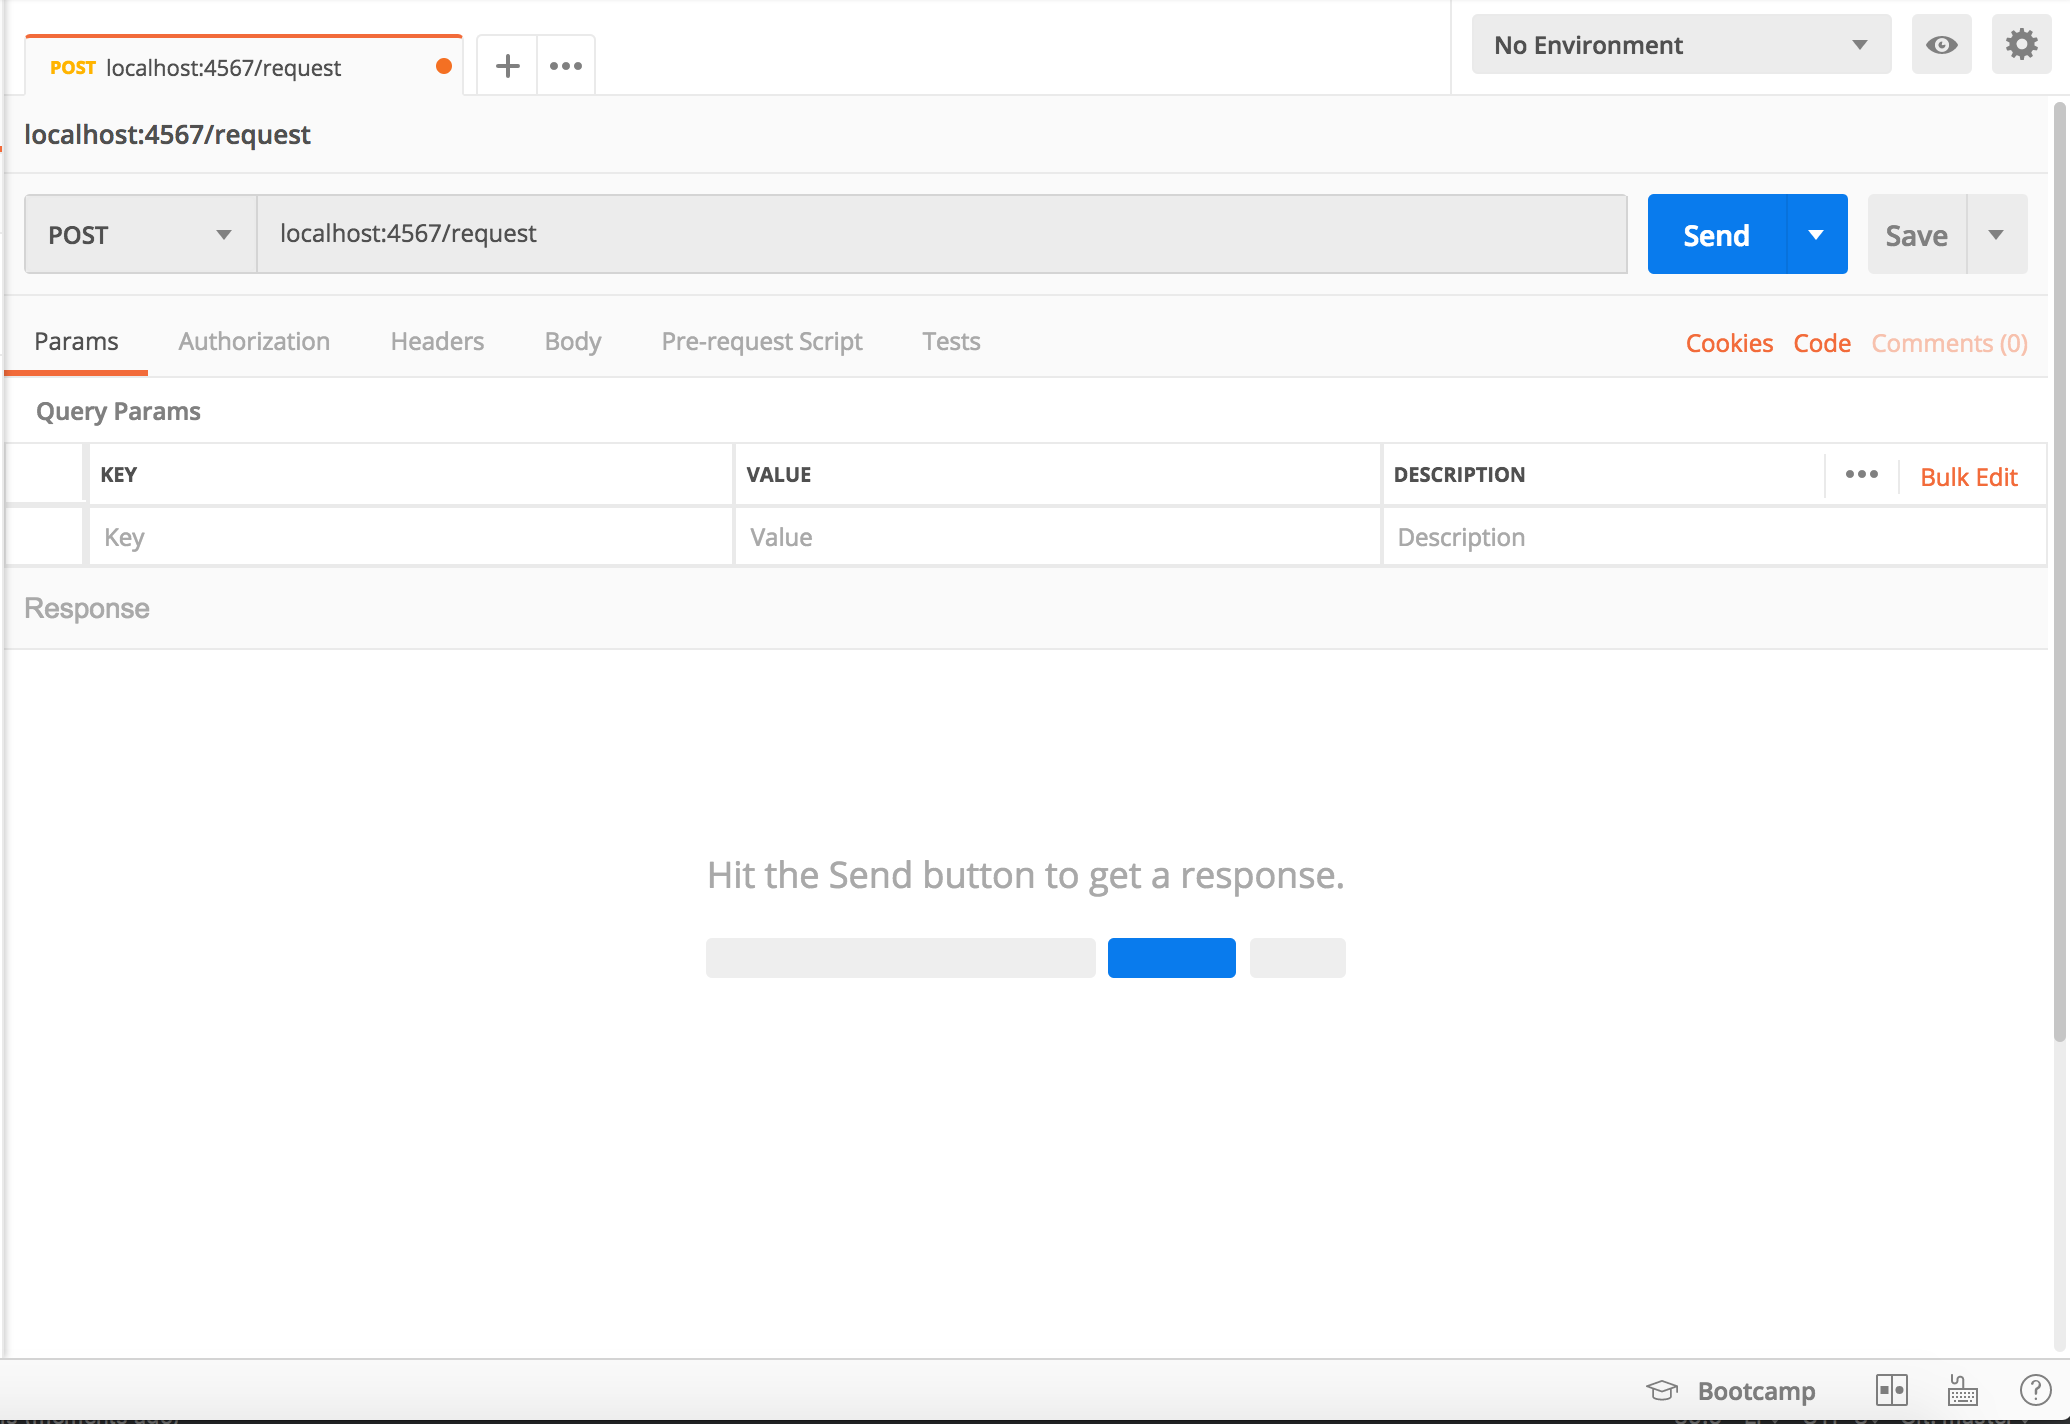 POST localhost:4567/request
No Environment
localhost:4567/request
POST localhost:4567/request Send Save
Params Authorization Headers Body Pre-request Script Tests Cookies Code Comments (0)
Query Params
KEY VALUE DESCRIPTION Bulk Edit
Key Value Description
Response
Hit the Send button to get a response.
Bootcamp